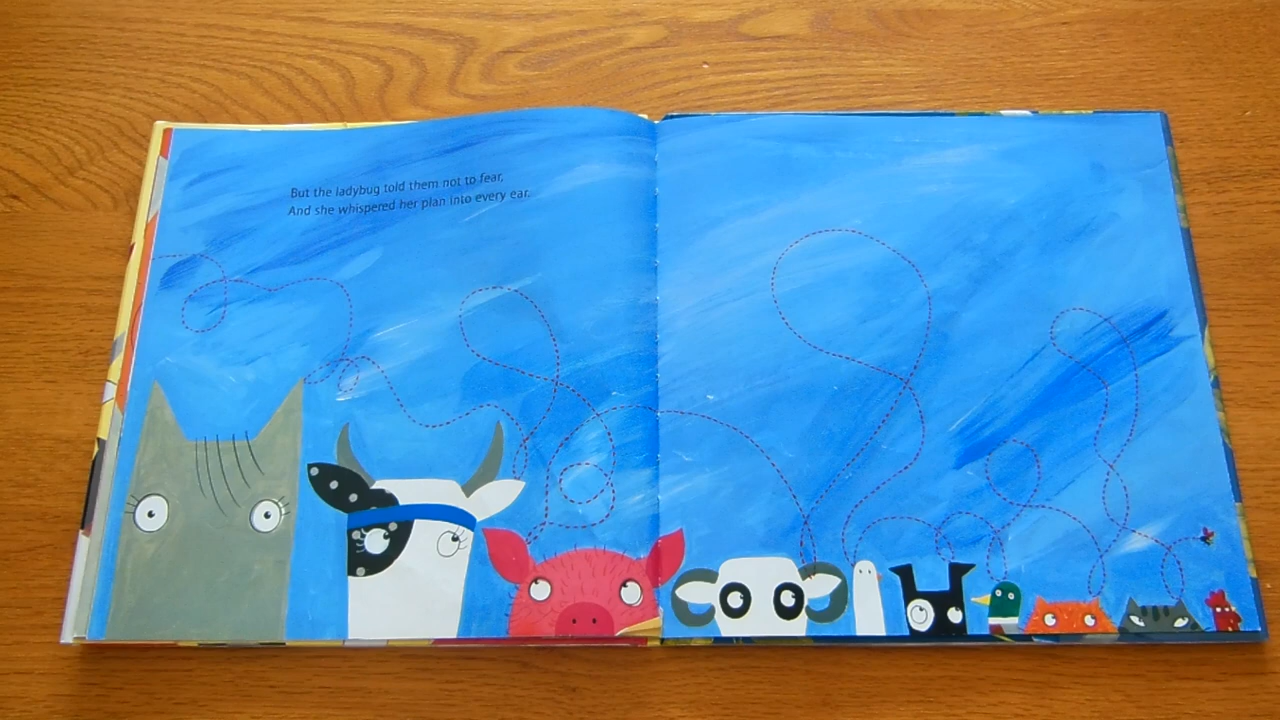 But the ladybug told them not to fear,
And she whispered her plan into every ear.